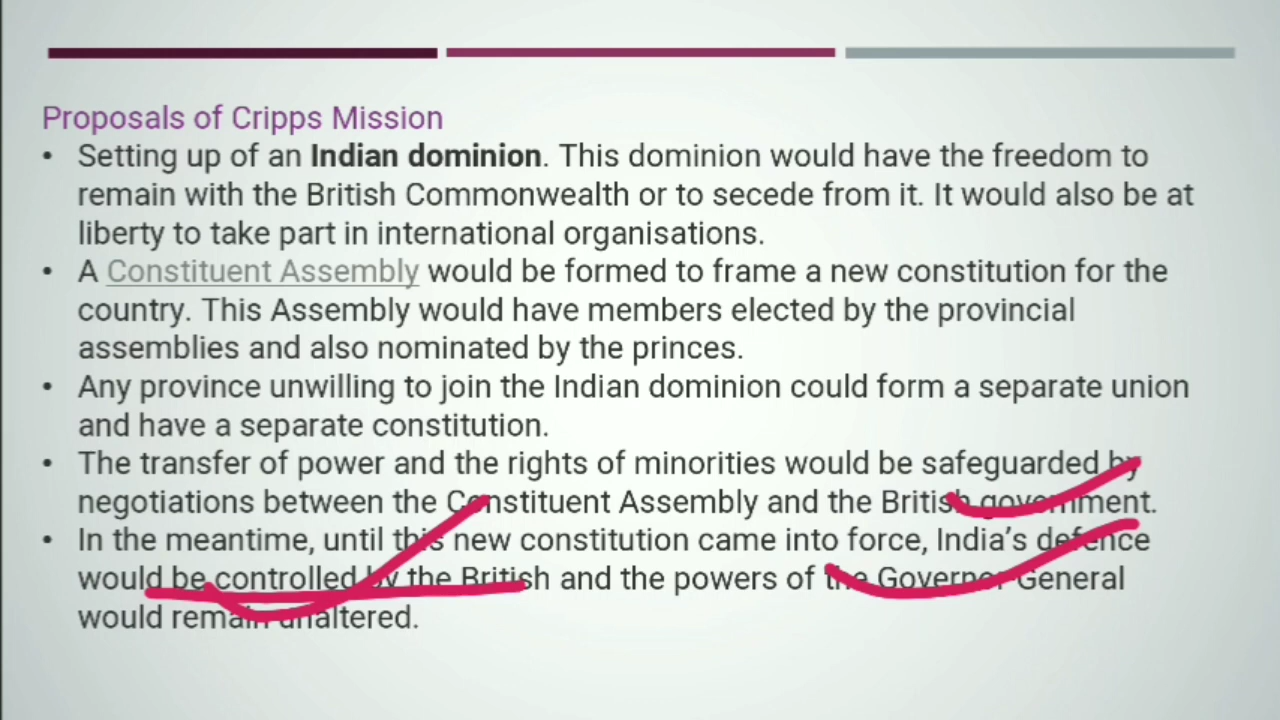 Proposals of Cripps Mission
• Setting up of an Indian dominion. This dominion would have the freedom to
remain with the British Commonwealth or to secede from it. It would also be at
liberty to take part in international organisations.
• A Constituent Assembly would be formed to frame a new constitution for the
country. This Assembly would have members elected by the provincial
assemblies and also nominated by the princes.
• Any province unwilling to join the Indian dominion could form a separate union
and have a separate constitution.
• The transfer of power and the rights of minorities would be safeguarded by
negotiations between the Constituent Assembly and the British government.
• In the meantime, until this new constitution came into force, India's defence
would be controlled by the British and the powers of the Governor General
would remain unaltered.